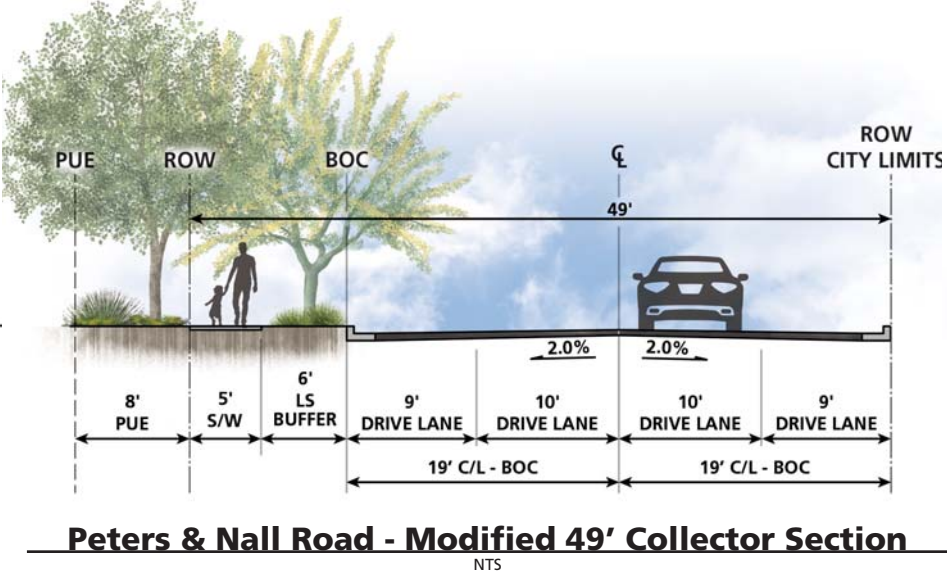 PUE
ROW
BOC
℄
ROW
CITY LIMITS
49'
2.0%
2.0%
8'
PUE
5'
S/W
6'
LS
BUFFER
9'
DRIVE LANE
10'
DRIVE LANE
10'
DRIVE LANE
9'
DRIVE LANE
19' C/L - BOC
19' C/L - BOC
Peters & Nall Road - Modified 49' Collector Section
NTS